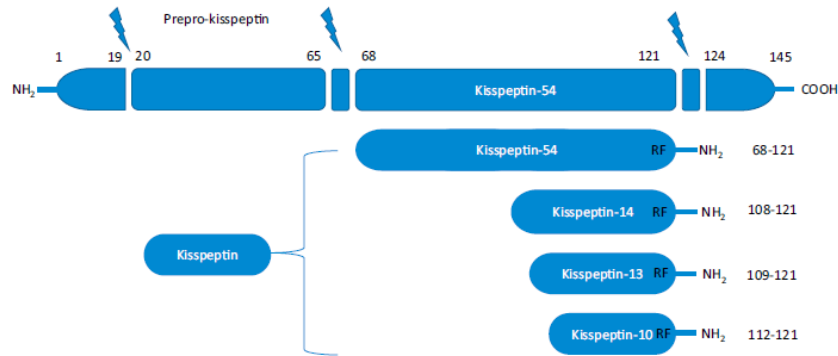 Prepro-kisspeptin
1 19 20 65 68 121 124 145
NH2 Kisspeptin-54 COOH
Kisspeptin-54 RF NH2 68-121
Kisspeptin-14 RF NH2 108-121
Kisspeptin
Kisspeptin-13 RF NH2 109-121
Kisspeptin-10 RF NH2 112-121